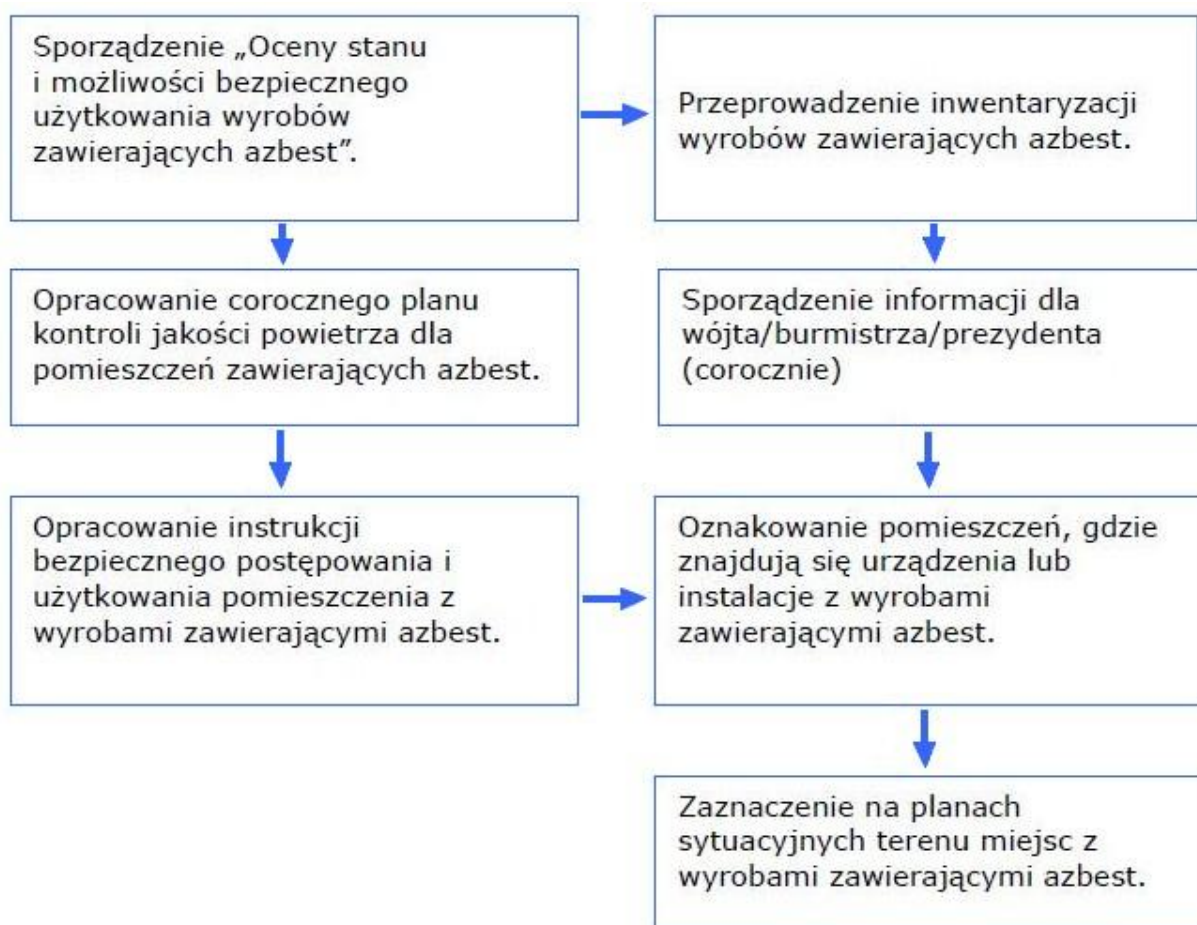 Sporządzenie „Oceny stanu
i możliwości bezpiecznego
użytkowania wyrobów
zawierających azbest”.
Przeprowadzenie inwentaryzacji
wyrobów zawierających azbest.
Opracowanie corocznego planu
kontroli jakości powietrza dla
pomieszczeń zawierających azbest.
Sporządzenie informacji dla
wójta/burmistrza/prezydenta
(corocznie)
Opracowanie instrukcji
bezpiecznego postępowania i
użytkowania pomieszczenia z
wyrobami zawierającymi azbest.
Oznakowanie pomieszczeń, gdzie
znajdują się urządzenia lub
instalacje z wyrobami
zawierającymi azbest.
Zaznaczenie na planach
sytuacyjnych terenu miejsc z
wyrobami zawierającymi azbest.